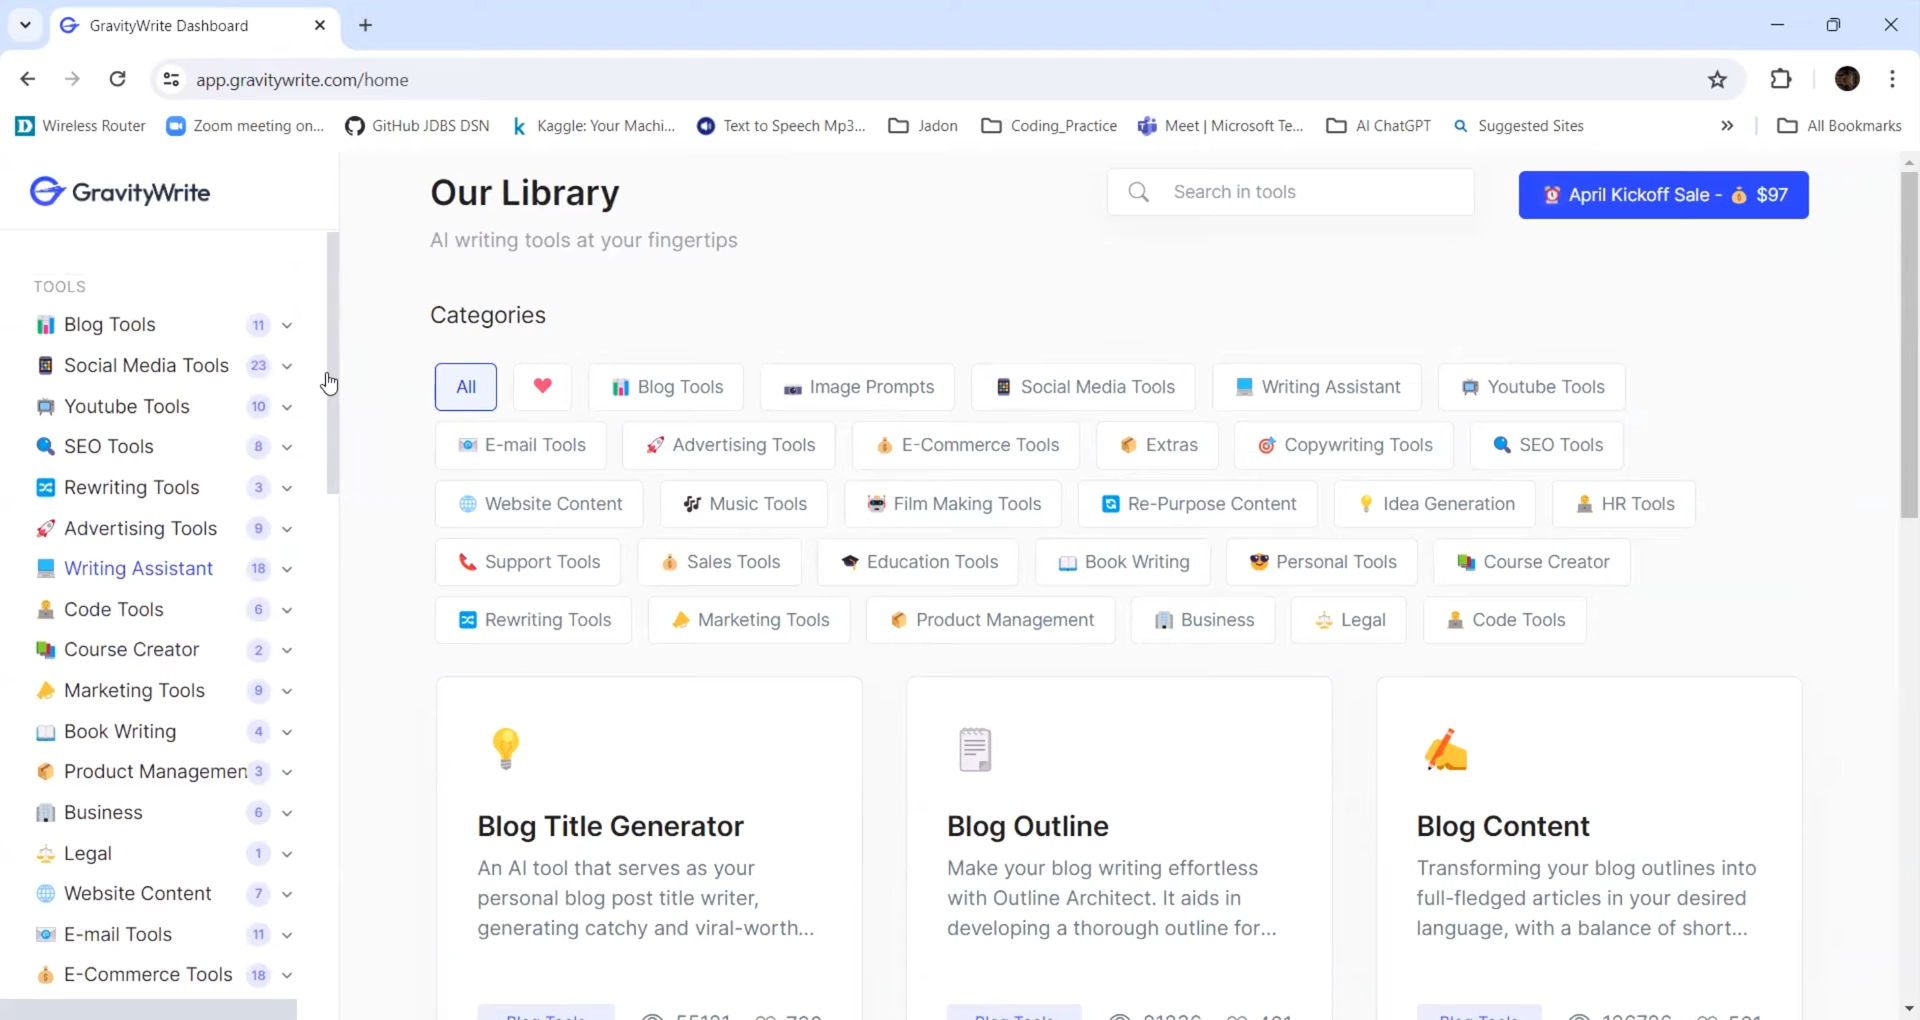 GravityWrite Dashboard
app.gravitywrite.com/home
Wireless Router
Zoom meeting on...
GitHub JDBS DSN
Kaggle: Your Machi...
Text to Speech Mp3...
Jadon
Coding_Practice
Meet | Microsoft Te...
AI ChatGPT
Suggested Sites
All Bookmarks
GravityWrite
TOOLS
Blog Tools 11
Social Media Tools 23
Youtube Tools 10
SEO Tools 8
Rewriting Tools 3
Advertising Tools 9
Writing Assistant 18
Code Tools 6
Course Creator 2
Marketing Tools 9
Book Writing 4
Product Managemen 3
Business 6
Legal 1
Website Content 7
E-mail Tools 11
E-Commerce Tools 18
Our Library
AI writing tools at your fingertips
Search in tools
April Kickoff Sale - $97
Categories
All Blog Tools Image Prompts Social Media Tools Writing Assistant Youtube Tools
E-mail Tools Advertising Tools E-Commerce Tools Extras Copywriting Tools SEO Tools
Website Content Music Tools Film Making Tools Re-Purpose Content Idea Generation HR Tools
Support Tools Sales Tools Education Tools Book Writing Personal Tools Course Creator
Rewriting Tools Marketing Tools Product Management Business Legal Code Tools
Blog Title Generator
An AI tool that serves as your
personal blog post title writer,
generating catchy and viral-worth...
Blog Outline
Make your blog writing effortless
with Outline Architect. It aids in
developing a thorough outline for...
Blog Content
Transforming your blog outlines into
full-fledged articles in your desired
language, with a balance of short...